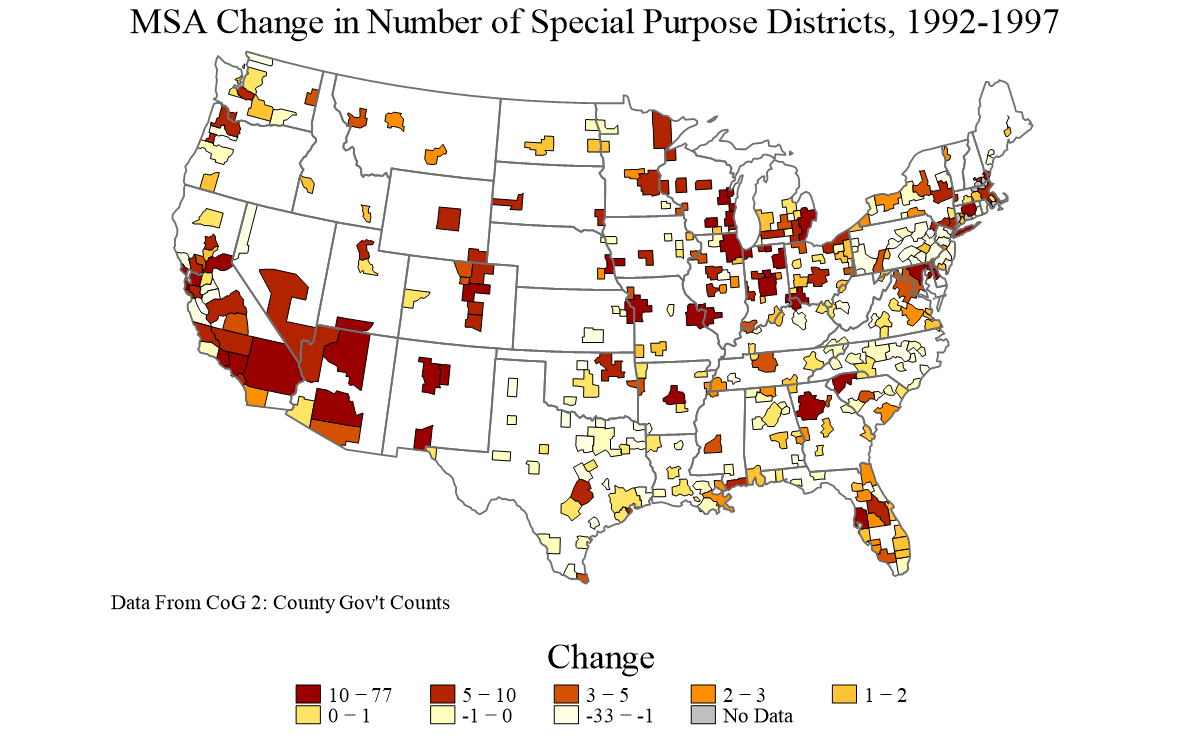 MSA Change in Number of Special Purpose Districts, 1992-1997
Data From CoG 2: County Gov't Counts
Change
10 − 77 5 − 10 3 − 5 2 − 3 1 − 2
0 − 1 -1 − 0 -33 − -1 No Data